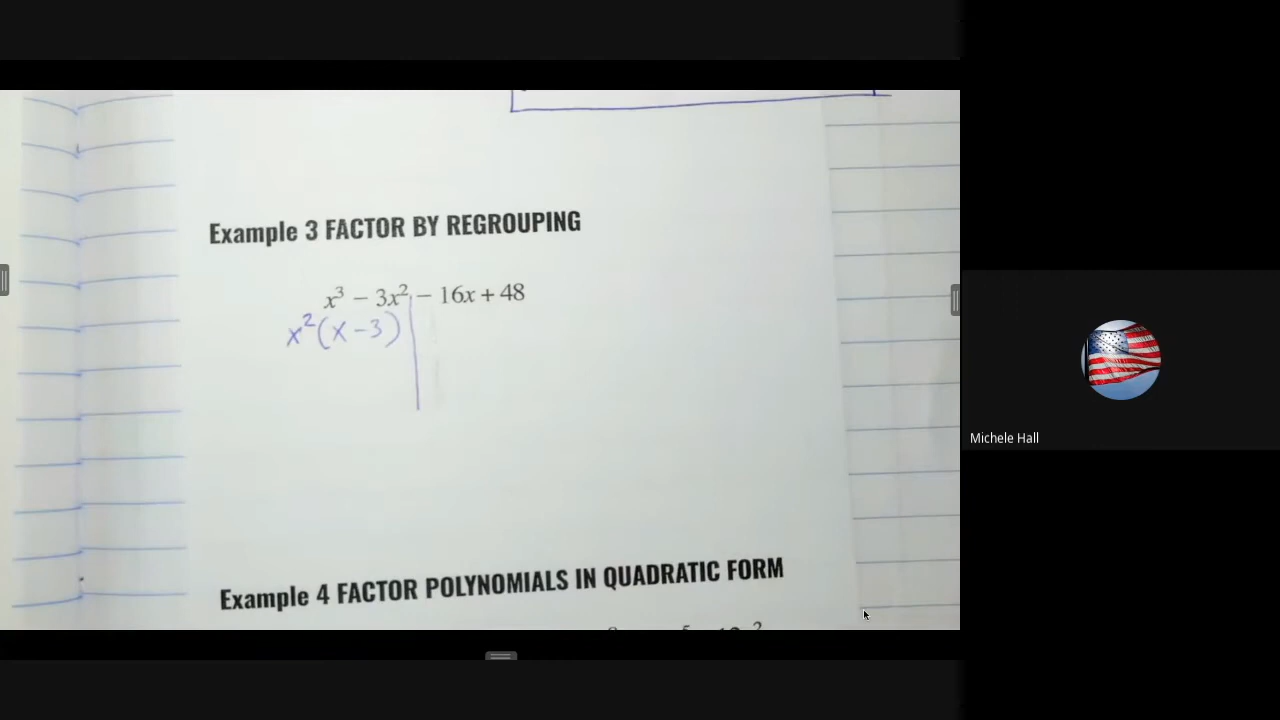 Example 3 FACTOR BY REGROUPING
x³ − 3x² − 16x + 48
x²(x−3)
Michele Hall
Example 4 FACTOR POLYNOMIALS IN QUADRATIC FORM